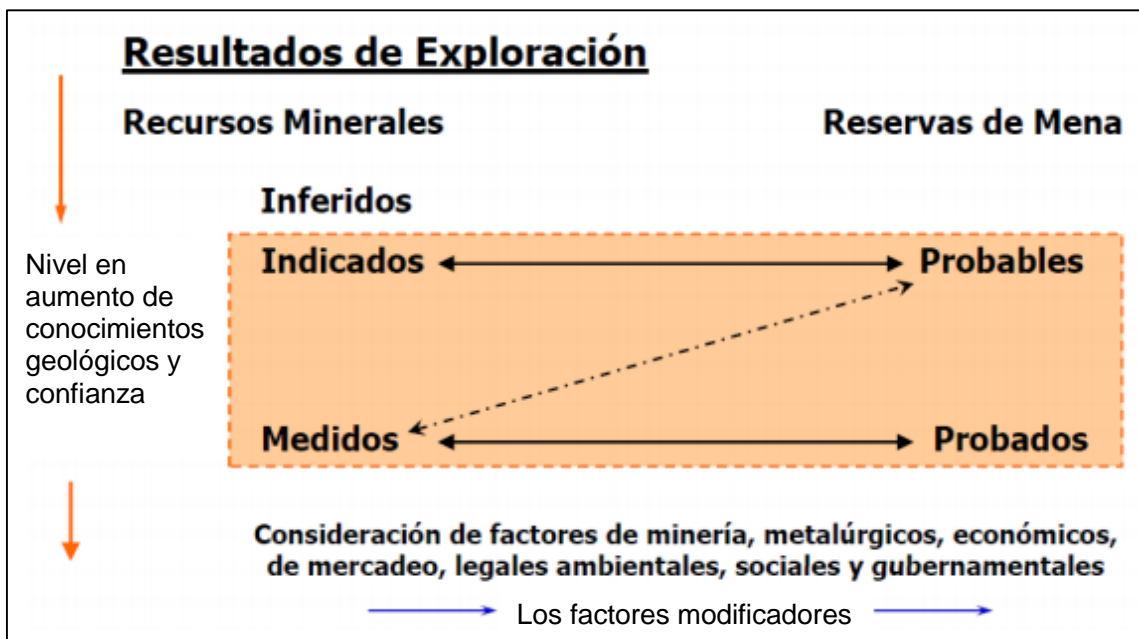 Resultados de Exploración
Recursos Minerales Reservas de Mena
Inferidos
Indicados Probables
Nivel en
aumento de
conocimientos
geológicos y
confianza
Medidos Probados
Consideración de factores de minería, metalúrgicos, económicos,
de mercadeo, legales ambientales, sociales y gubernamentales
Los factores modificadores